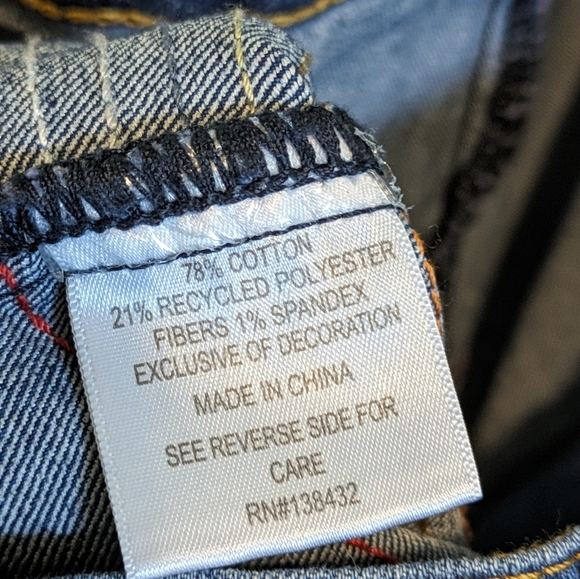 78% COTTON
21% RECYCLED POLYESTER
FIBERS 1% SPANDEX
EXCLUSIVE OF DECORATION
MADE IN CHINA
SEE REVERSE SIDE FOR
CARE
RN#138432